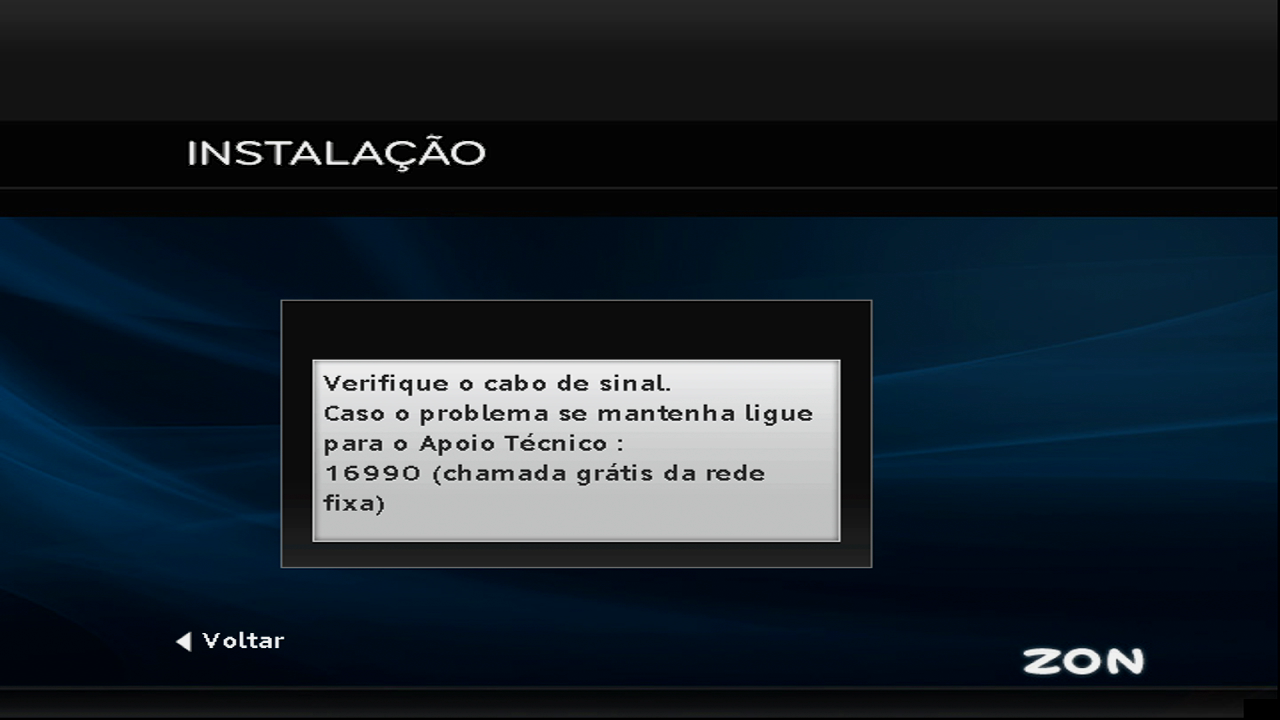 INSTALAÇÃO
Verifique o cabo de sinal.
Caso o problema se mantenha ligue
para o Apoio Técnico :
16990 (chamada grátis da rede
fixa)
Voltar
ZON